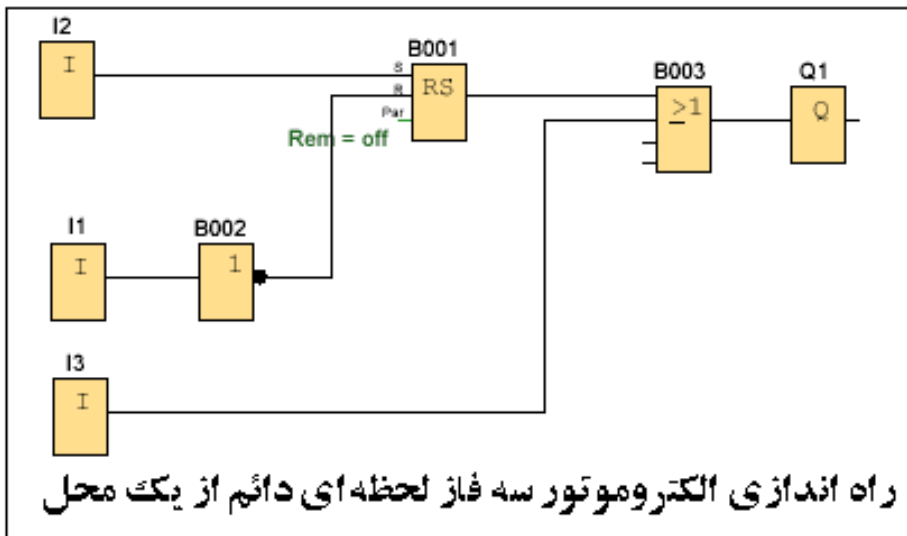 I2
I
B001
S
R
Par
RS
Rem = off
B003
≥1
Q1
Q
I1
I
B002
1
I3
I
راه اندازی الکتروموتور سه فاز لحظه ای دائم از یک محل